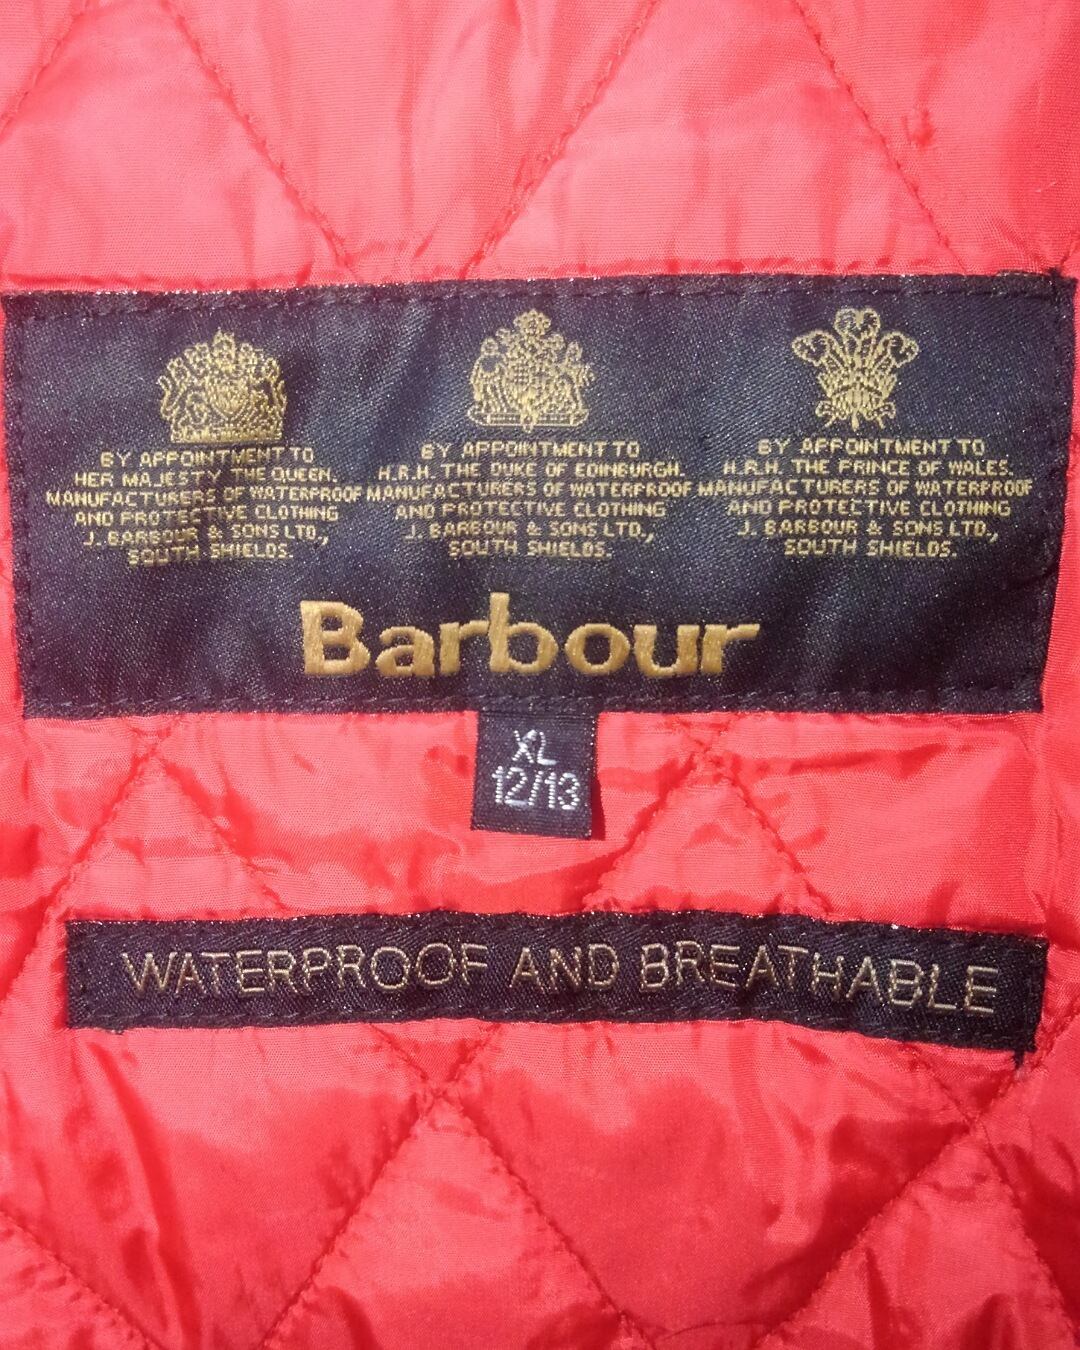 BY APPOINTMENT TO
HER MAJESTY THE QUEEN.
MANUFACTURERS OF WATERPROOF
AND PROTECTIVE CLOTHING
J. BARBOUR & SONS LTD.,
SOUTH SHIELDS.
BY APPOINTMENT TO
H.R.H. THE DUKE OF EDINBURGH.
MANUFACTURERS OF WATERPROOF
AND PROTECTIVE CLOTHING
J. BARBOUR & SONS LTD.,
SOUTH SHIELDS.
BY APPOINTMENT TO
H.R.H. THE PRINCE OF WALES.
MANUFACTURERS OF WATERPROOF
AND PROTECTIVE CLOTHING
J. BARBOUR & SONS LTD.,
SOUTH SHIELDS.
Barbour
XL
12/13
WATERPROOF AND BREATHABLE